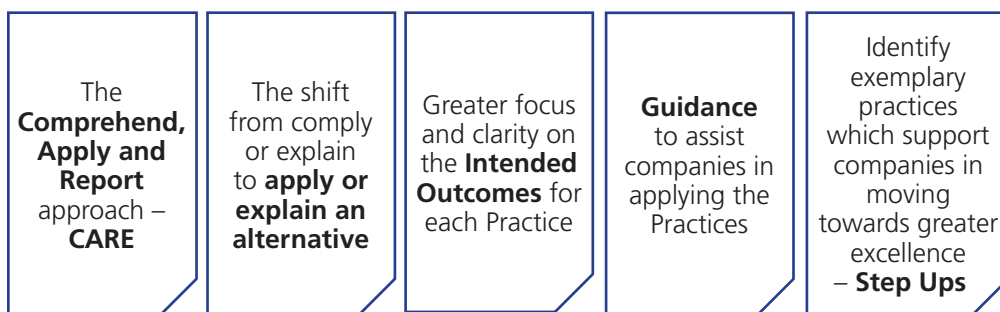 The
Comprehend,
Apply and
Report
approach –
CARE
The shift
from comply
or explain
to apply or
explain an
alternative
Greater focus
and clarity on
the Intended
Outcomes for
each Practice
Guidance
to assist
companies in
applying the
Practices
Identify
exemplary
practices
which support
companies in
moving
towards greater
excellence
– Step Ups